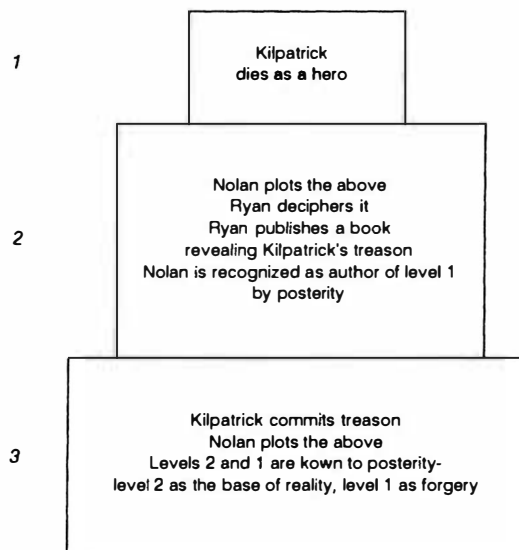 1
Kilpatrick
dies as a hero
2
Nolan plots the above
Ryan deciphers it
Ryan publishes a book
revealing Kilpatrick's treason
Nolan is recognized as author of level 1
by posterity
3
Kilpatrick commits treason
Nolan plots the above
Levels 2 and 1 are kown to posterity-
level 2 as the base of reality, level 1 as forgery